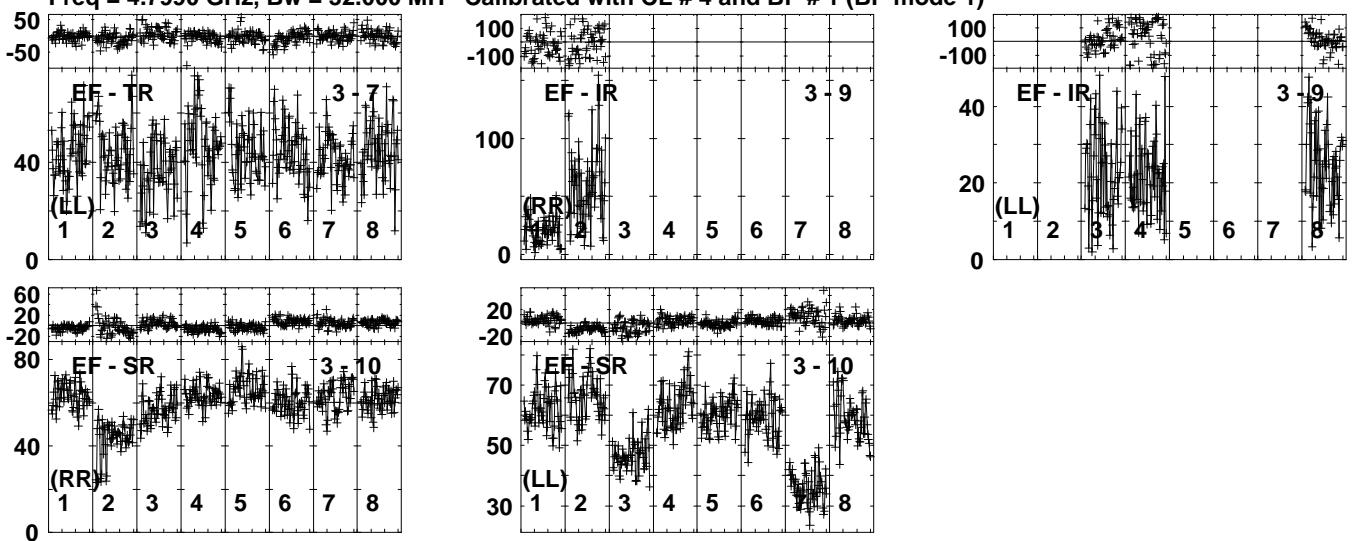 Freq = 4.7990 GHz, Bw = 32.000 MH Calibrated with CL # 4 and BP # 1 (BP mode 1)
50
-50
EF - TR 3 - 7
40
(LL)
1 2 3 4 5 6 7 8
0
100
-100
EF - IR 3 - 9
100
(RR)
1 2 3 4 5 6 7 8
0
100
-100
EF - IR 3 - 9
40
20
(LL)
1 2 3 4 5 6 7 8
0
60
20
-20
80
EF - SR 3 - 10
40
(RR)
1 2 3 4 5 6 7 8
0
20
-20
EF - SR 3 - 10
70
50
(LL)
30
1 2 3 4 5 6 7 8